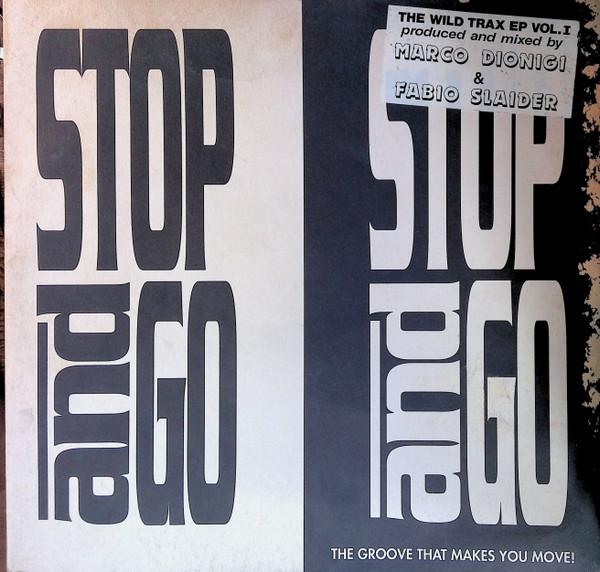 STOP
and GO
THE WILD TRAX EP VOL.I
produced and mixed by
MARCO DIONIGI
&
FABIO SLAIDER
STOP
and GO
THE GROOVE THAT MAKES YOU MOVE!